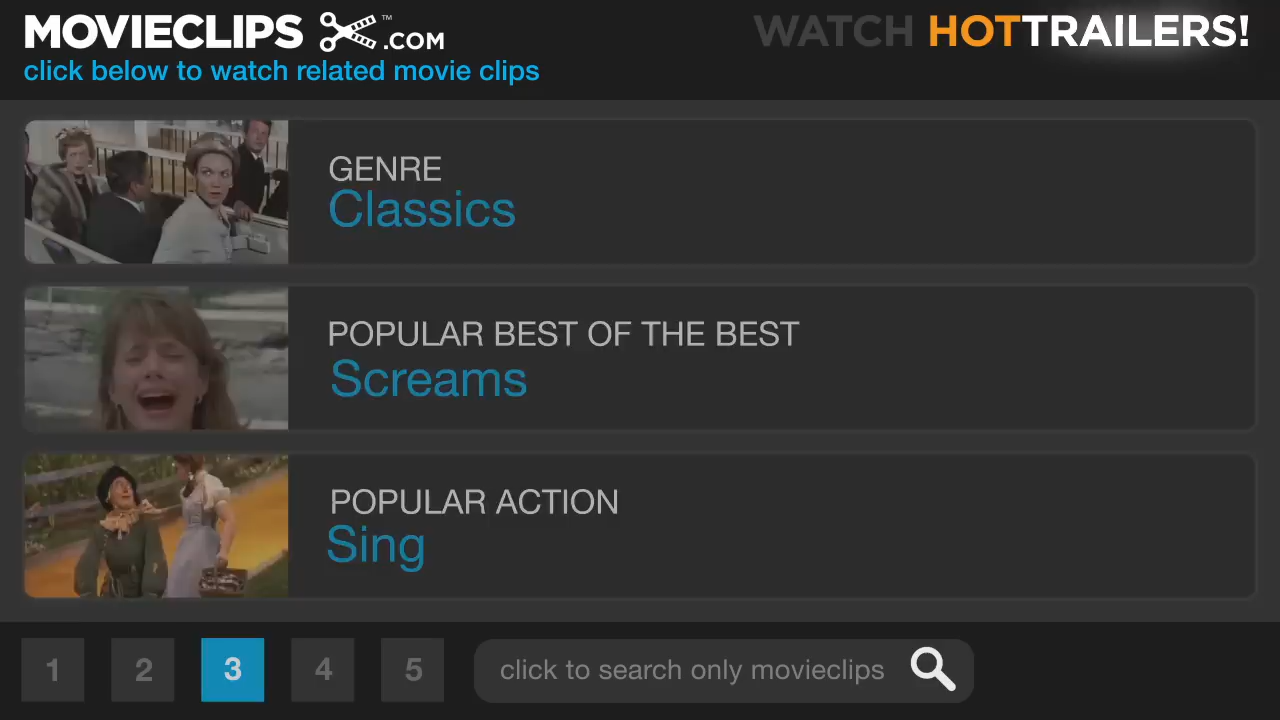 MOVIECLIPS ™ .COM
WATCH HOTTRAILERS!
click below to watch related movie clips
GENRE
Classics
POPULAR BEST OF THE BEST
Screams
POPULAR ACTION
Sing
1 2 3 4 5 click to search only movieclips